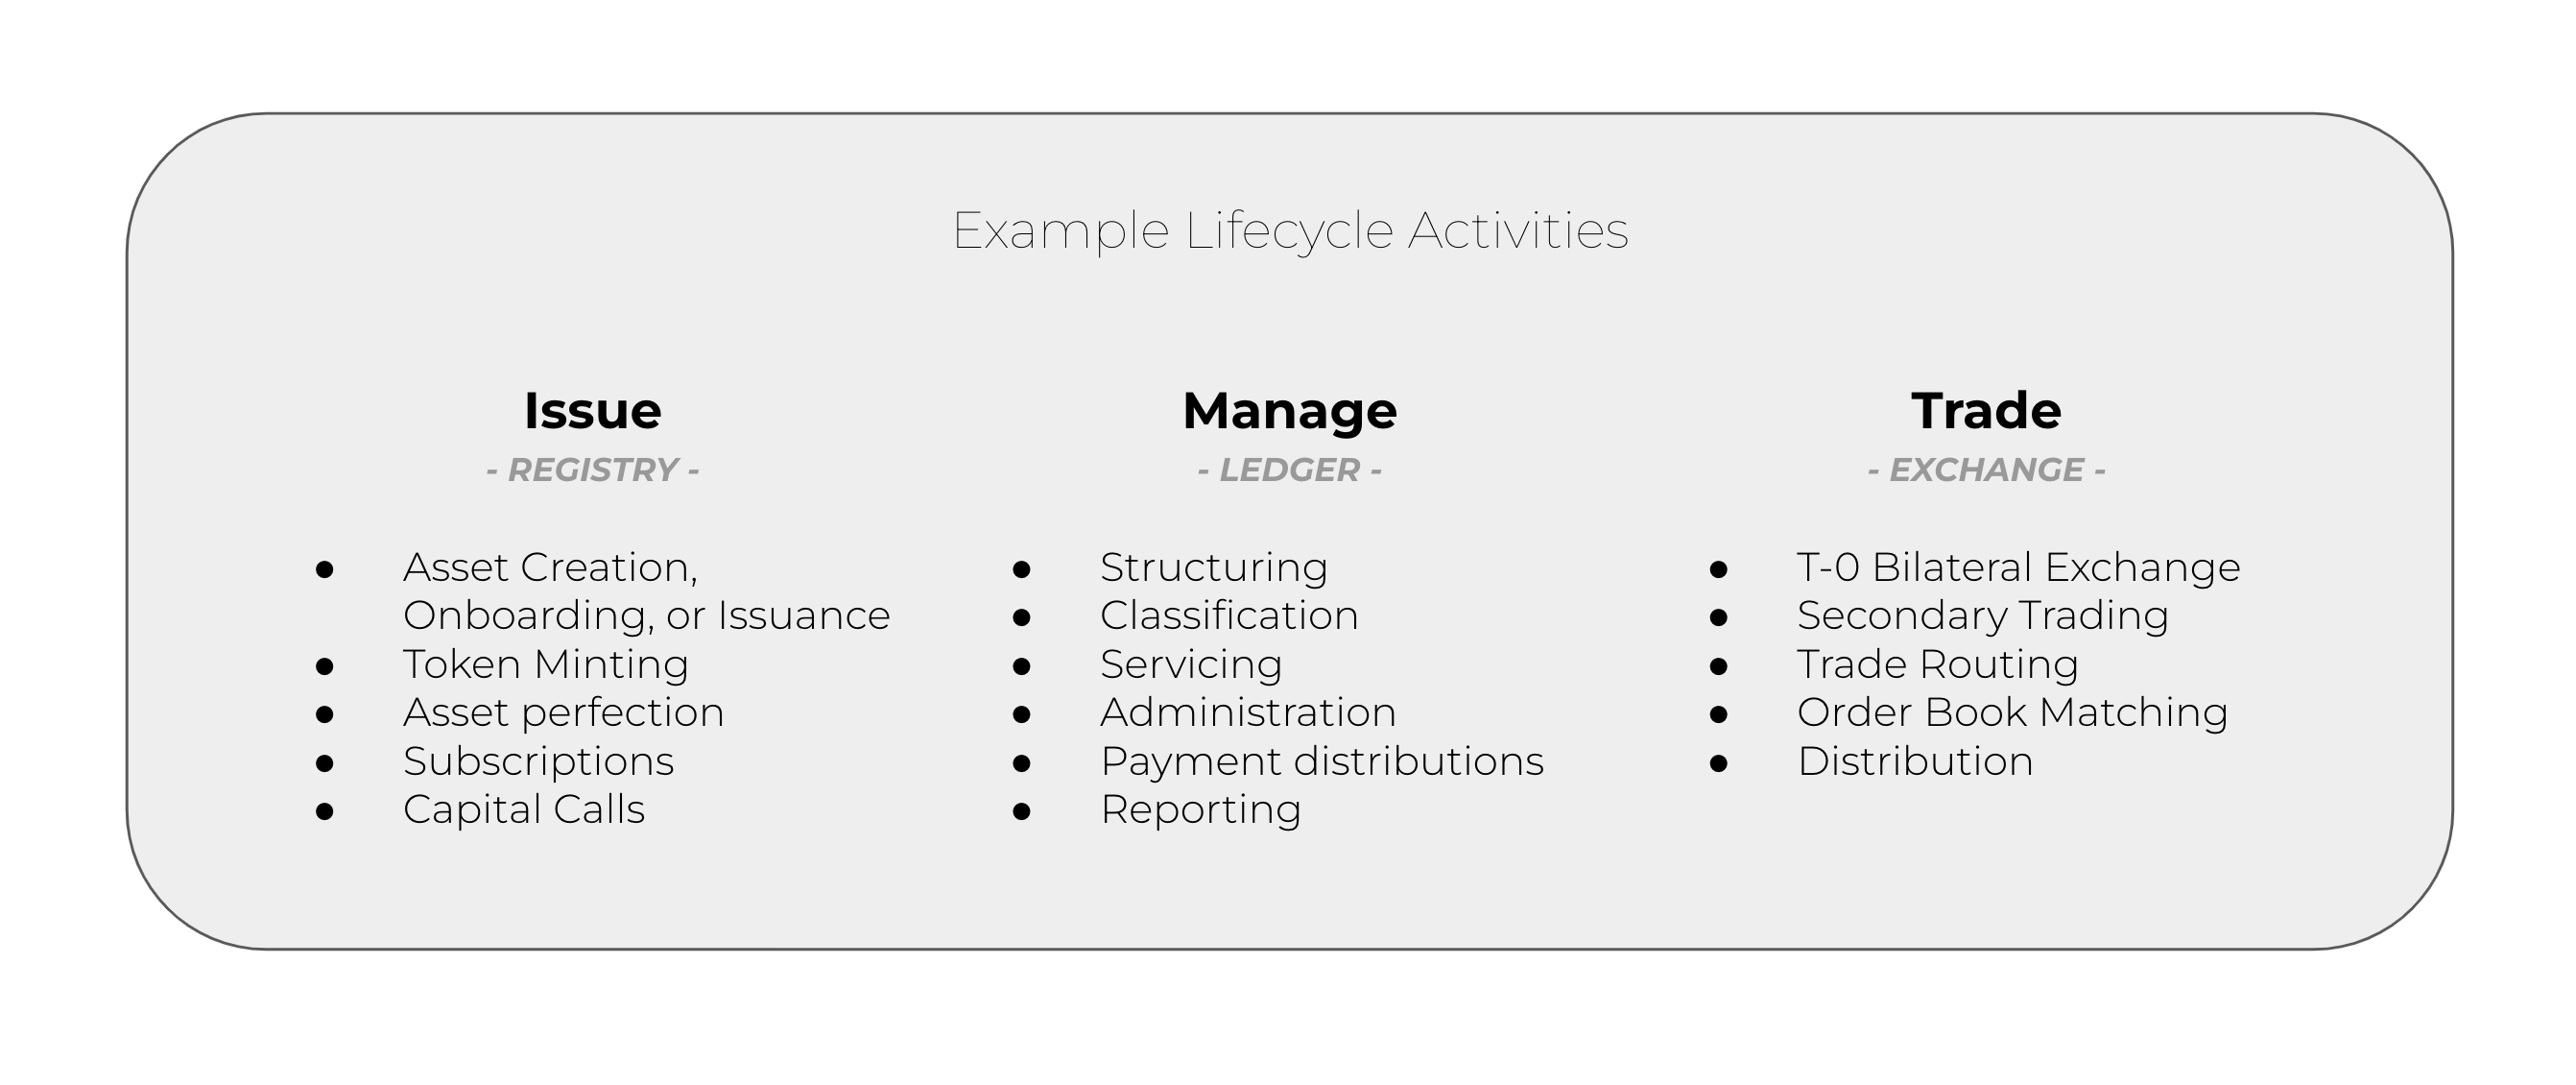 Example Lifecycle Activities
Issue
- REGISTRY -
● Asset Creation,
Onboarding, or Issuance
● Token Minting
● Asset perfection
● Subscriptions
● Capital Calls
Manage
- LEDGER -
● Structuring
● Classification
● Servicing
● Administration
● Payment distributions
● Reporting
Trade
- EXCHANGE -
● T-0 Bilateral Exchange
● Secondary Trading
● Trade Routing
● Order Book Matching
● Distribution